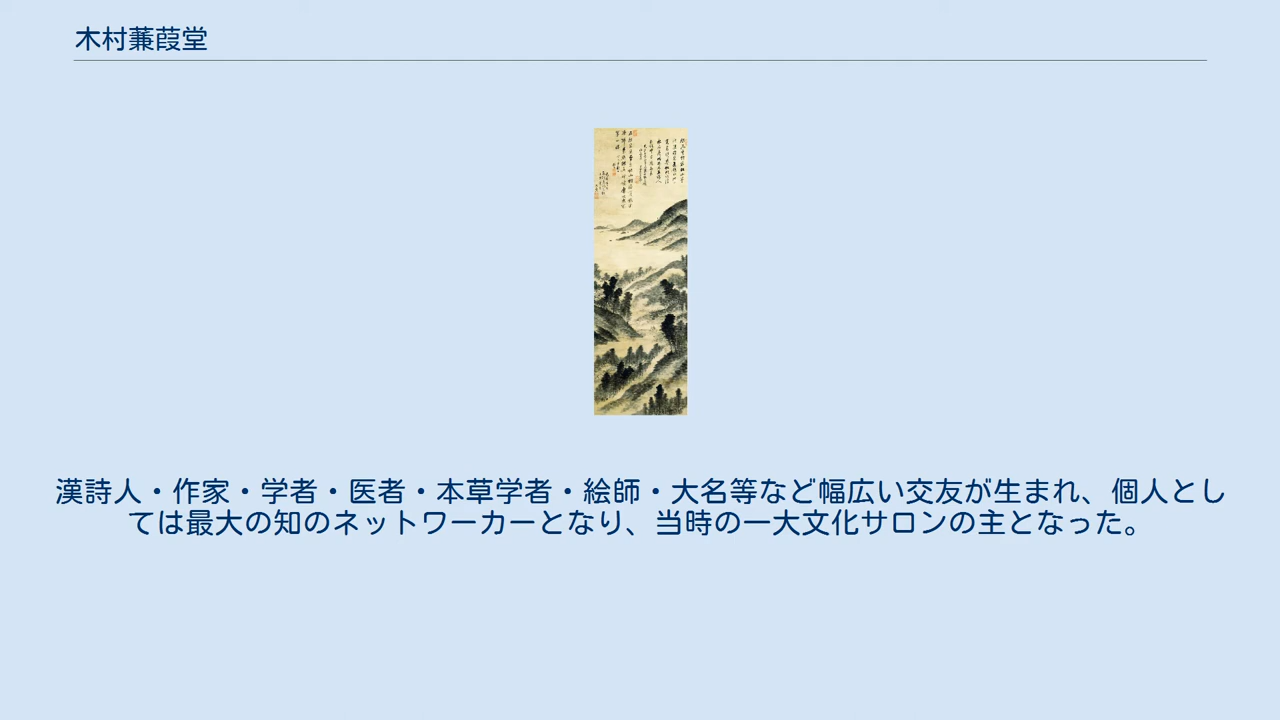 木村蒹葭堂
漢詩人・作家・学者・医者・本草学者・絵師・大名等など幅広い交友が生まれ、個人とし
ては最大の知のネットワーカーとなり、当時の一大文化サロンの主となった。